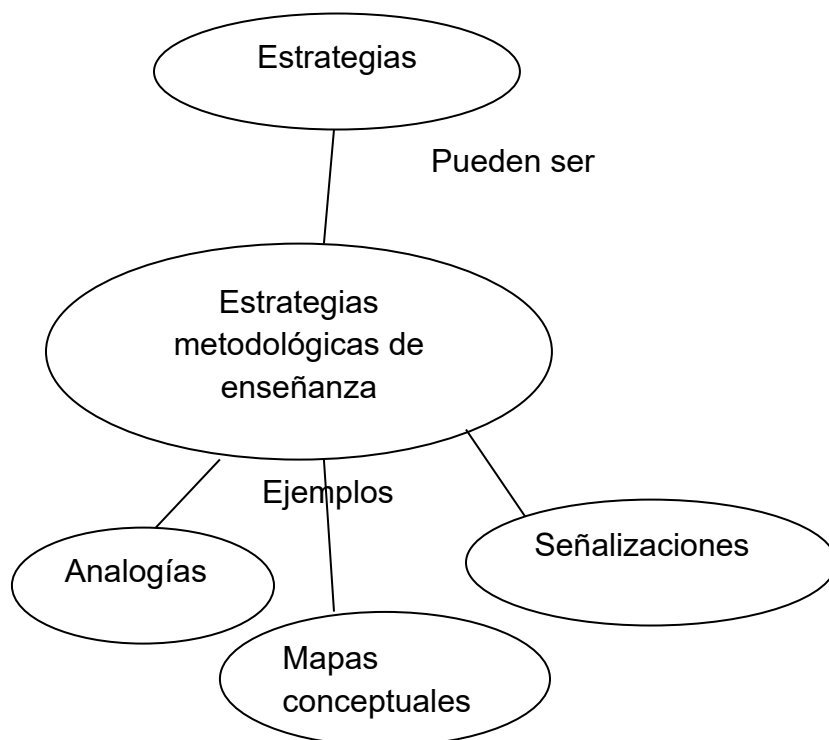 Estrategias
Pueden ser
Estrategias
metodológicas de
enseñanza
Ejemplos
Analogías
Señalizaciones
Mapas
conceptuales